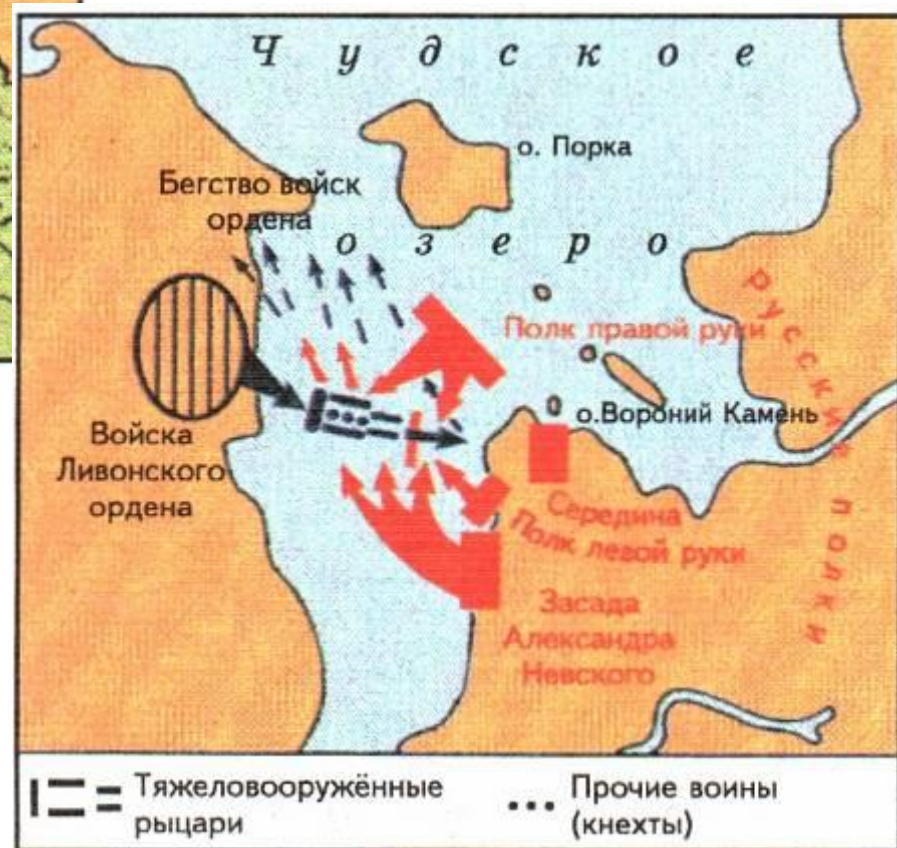 Чудское
о. Порка
Бегство войск
ордена
озеро
Полк правой руки
Русские полки
о.Вороний Камень
Войска
Ливонского
ордена
Середина
Полк левой руки
Засада
Александра
Невского
Тяжеловооружённые
рыцари
Прочие воины
(кнехты)